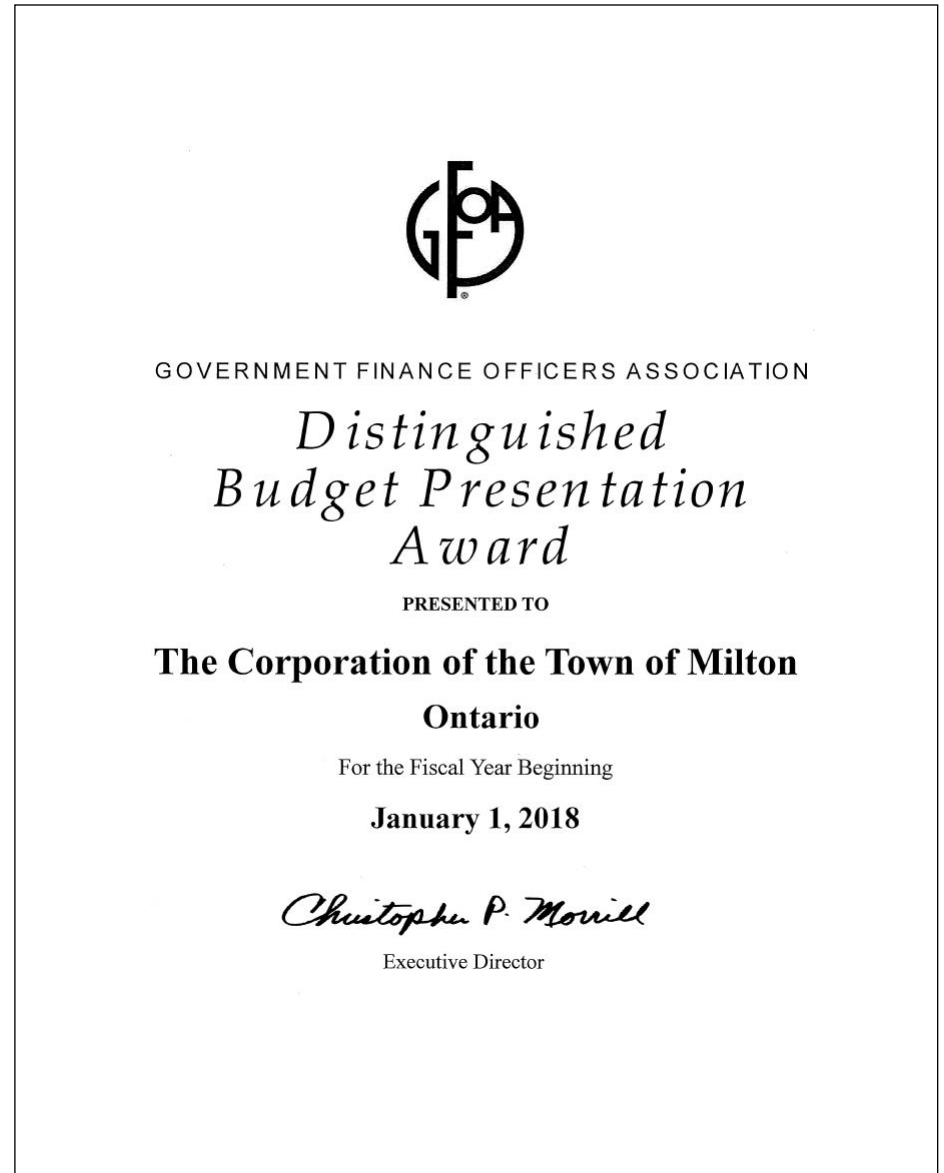 GFOA
®
GOVERNMENT FINANCE OFFICERS ASSOCIATION
Distinguished
Budget Presentation
Award
PRESENTED TO
The Corporation of the Town of Milton
Ontario
For the Fiscal Year Beginning
January 1, 2018
Christopher P. Morrill
Executive Director